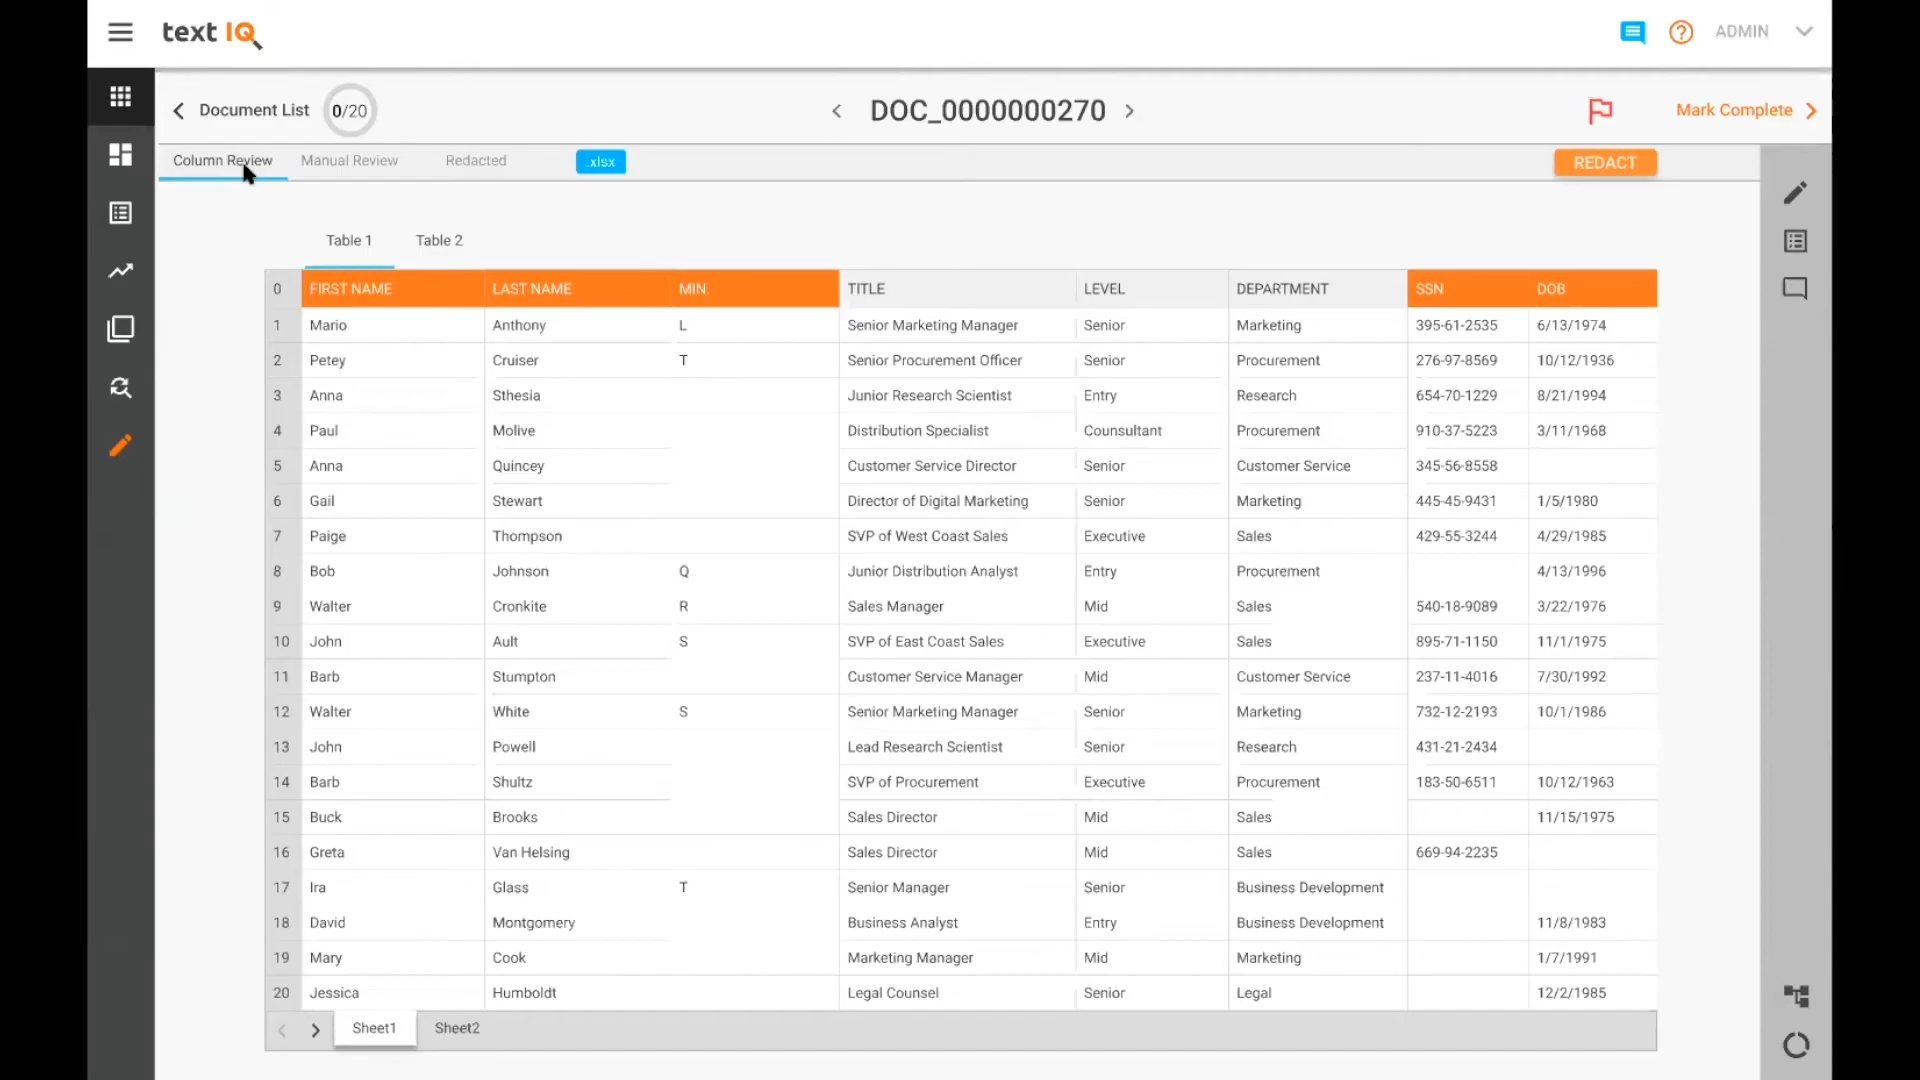 text IQ
ADMIN
Document List 0/20 DOC_0000000270 Mark Complete
Column Review Manual Review Redacted .xlsx REDACT
Table 1 Table 2
0 FIRST NAME LAST NAME MIN. TITLE LEVEL DEPARTMENT SSN DOB
1 Mario Anthony L Senior Marketing Manager Senior Marketing 395-61-2535 6/13/1974
2 Petey Cruiser T Senior Procurement Officer Senior Procurement 276-97-8569 10/12/1936
3 Anna Sthesia Junior Research Scientist Entry Research 654-70-1229 8/21/1994
4 Paul Molive Distribution Specialist Counsultant Procurement 910-37-5223 3/11/1968
5 Anna Quincey Customer Service Director Senior Customer Service 345-56-8558
6 Gail Stewart Director of Digital Marketing Senior Marketing 445-45-9431 1/5/1980
7 Paige Thompson SVP of West Coast Sales Executive Sales 429-55-3244 4/29/1985
8 Bob Johnson Q Junior Distribution Analyst Entry Procurement 4/13/1996
9 Walter Cronkite R Sales Manager Mid Sales 540-18-9089 3/22/1976
10 John Ault S SVP of East Coast Sales Executive Sales 895-71-1150 11/1/1975
11 Barb Stumpton Customer Service Manager Mid Customer Service 237-11-4016 7/30/1992
12 Walter White S Senior Marketing Manager Senior Marketing 732-12-2193 10/1/1986
13 John Powell Lead Research Scientist Senior Research 431-21-2434
14 Barb Shultz SVP of Procurement Executive Procurement 183-50-6511 10/12/1963
15 Buck Brooks Sales Director Mid Sales 11/15/1975
16 Greta Van Helsing Sales Director Mid Sales 669-94-2235
17 Ira Glass T Senior Manager Senior Business Development
18 David Montgomery Business Analyst Entry Business Development 11/8/1983
19 Mary Cook Marketing Manager Mid Marketing 1/7/1991
20 Jessica Humboldt Legal Counsel Senior Legal 12/2/1985
Sheet1 Sheet2